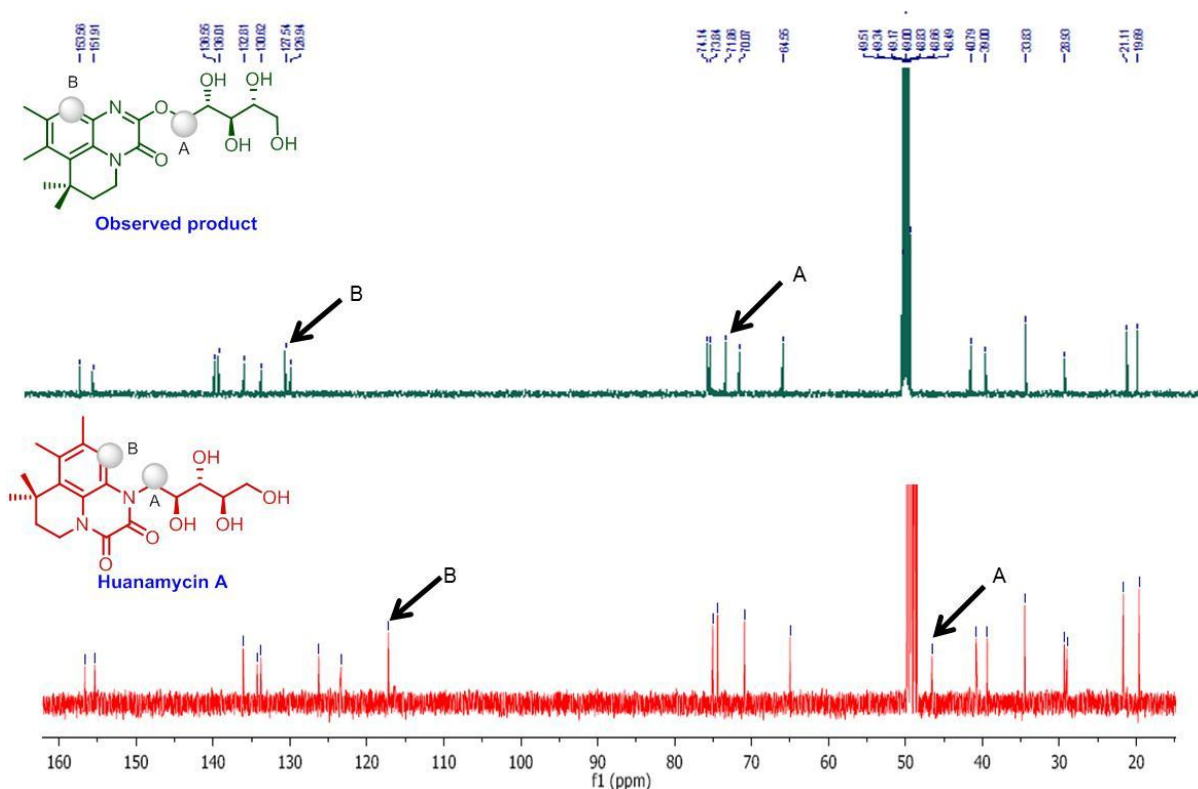 153.56
151.91
136.55
136.01
132.81
130.62
127.54
126.94
74.14
73.84
71.86
70.07
64.55
49.51
49.34
49.17
49.00
48.83
48.66
48.49
40.79
39.00
33.83
28.93
21.11
19.69
B
OH OH
N O
A
OH OH
N O
Observed product
B
A
B
OH
N
A
OH
N
OH OH
O
O
Huanamycin A
B
A
160 150 140 130 120 110 100 90 80 70 60 50 40 30 20
f1 (ppm)